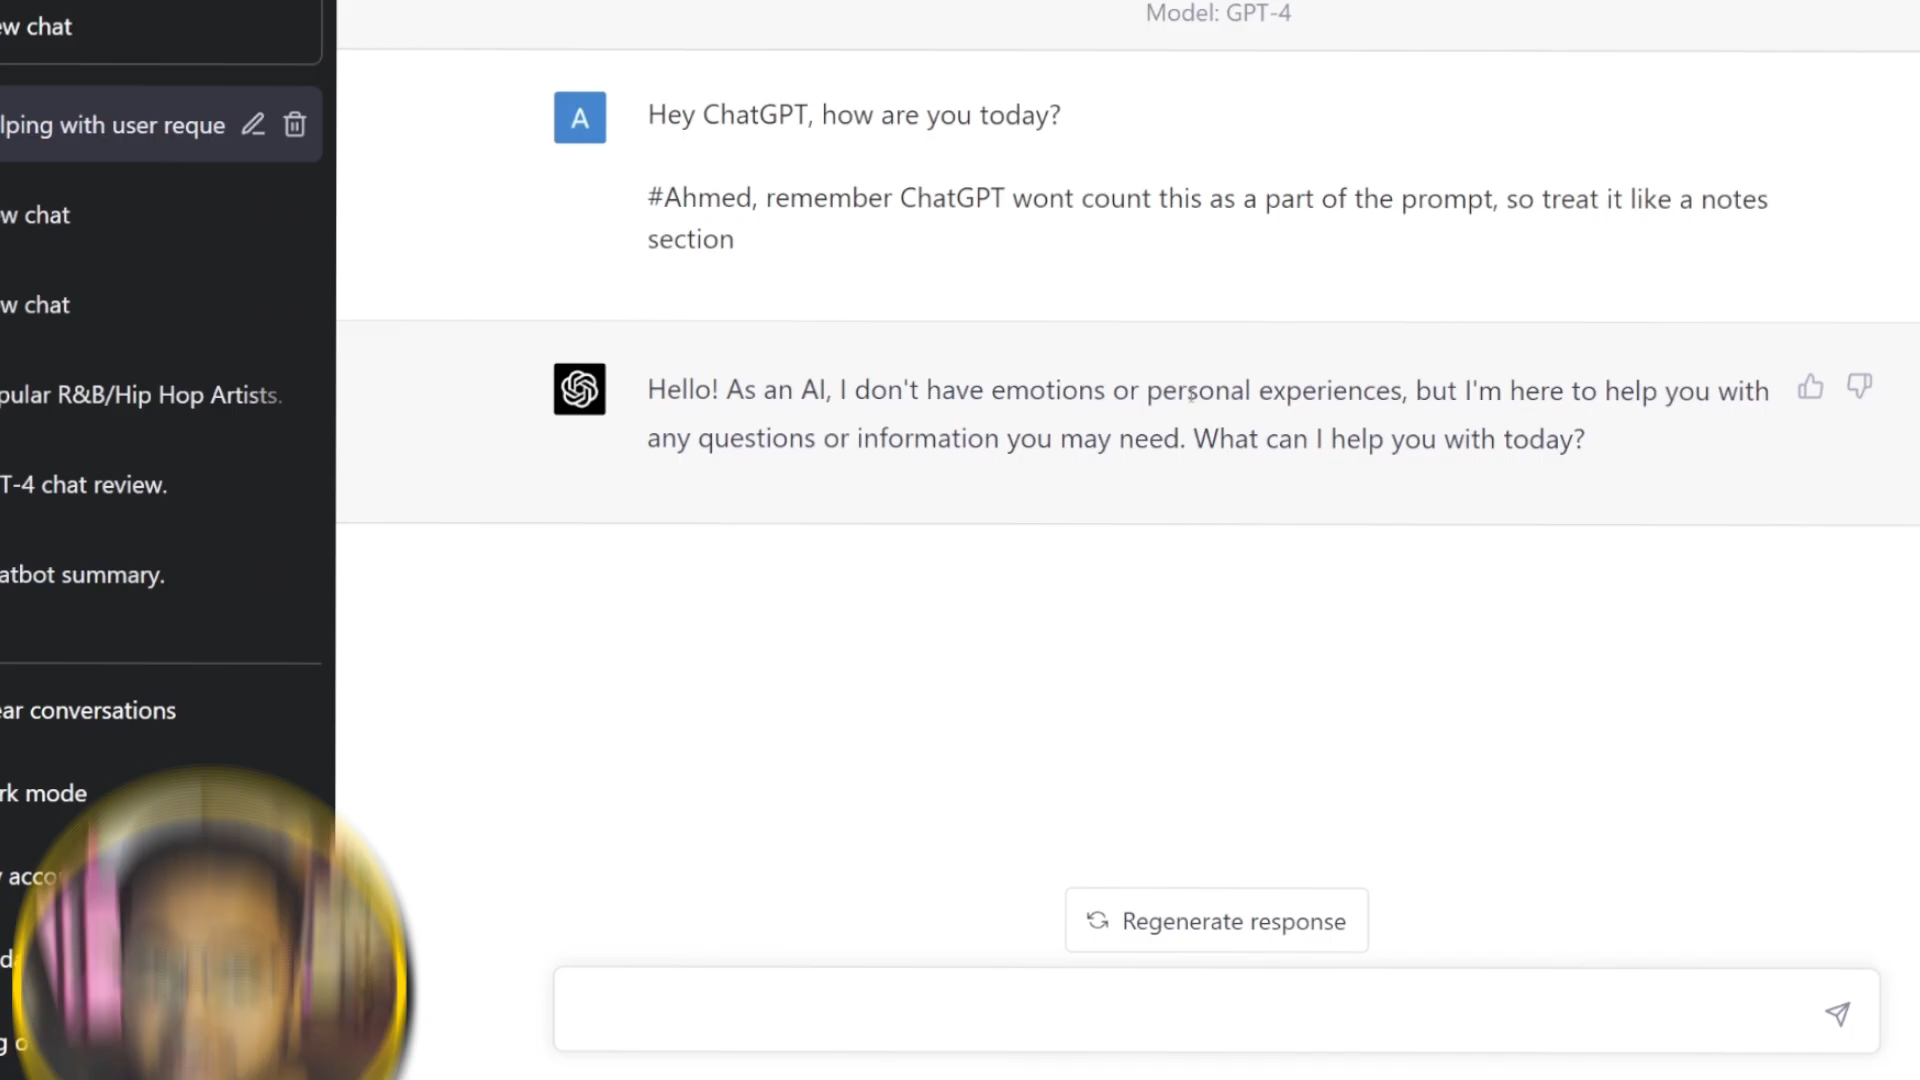 Model: GPT-4
ew chat
lping with user reque
w chat
w chat
pular R&B/Hip Hop Artists.
T-4 chat review.
atbot summary.
ear conversations
rk mode
y acco
da
g o
A
Hey ChatGPT, how are you today?
#Ahmed, remember ChatGPT wont count this as a part of the prompt, so treat it like a notes
section
Hello! As an AI, I don't have emotions or personal experiences, but I'm here to help you with
any questions or information you may need. What can I help you with today?
Regenerate response